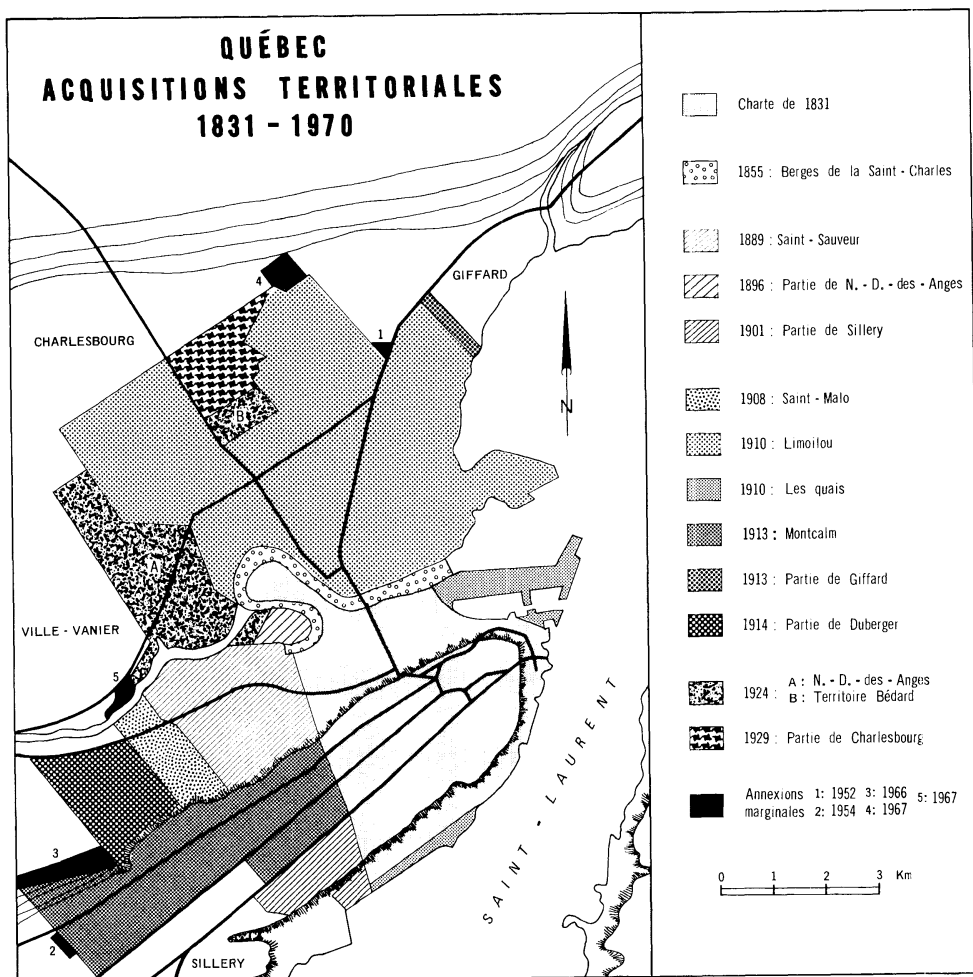 QUÉBEC
ACQUISITIONS TERRITORIALES
1831 - 1970
CHARLESBOURG
GIFFARD
4
1
B
N
A
VILLE - VANIER
5
3
2
SILLERY
SAINT - LAURENT
Charte de 1831
1855 : Berges de la Saint - Charles
1889 : Saint - Sauveur
1896 : Partie de N. - D. - des - Anges
1901 : Partie de Sillery
1908 : Saint - Malo
1910 : Limoilou
1910 : Les quais
1913 : Montcalm
1913 : Partie de Giffard
1914 : Partie de Duberger
1924 : A : N. - D. - des - Anges
B : Territoire Bédard
1929 : Partie de Charlesbourg
Annexions 1: 1952 3: 1966 5: 1967
marginales 2: 1954 4: 1967
0 1 2 3 Km